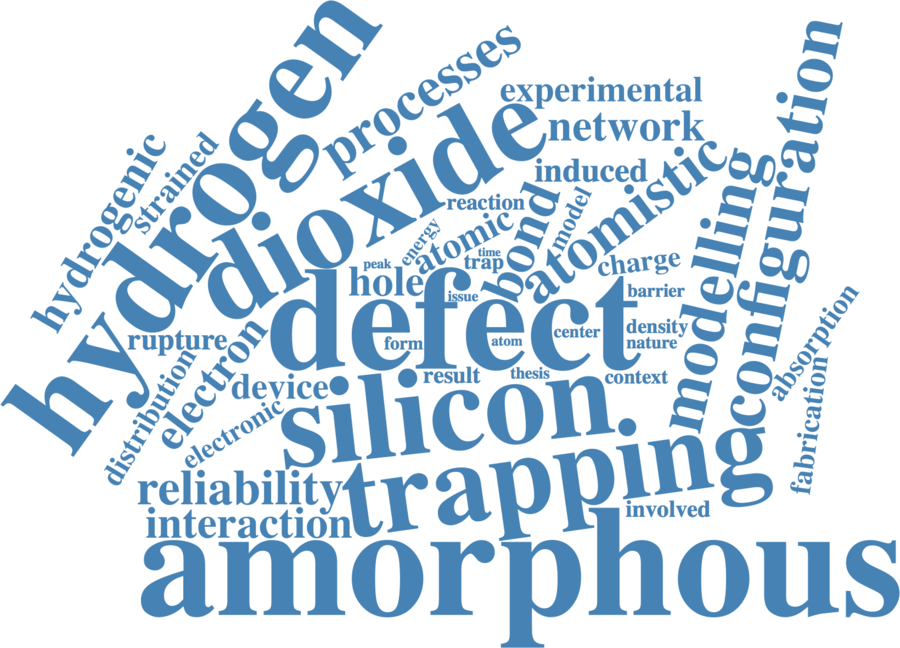 hydrogen
processes
experimental
dioxide
network
configuration
hydrogenic
strained
induced
atomistic
modelling
reaction
bond
model
atomic
energy
time
peak
trap
charge
hole
issue
barrier
defect
rupture
form
atom
center
density
nature
absorption
electron
distribution
device
result
thesis
context
silicon
electronic
fabrication
trapping
reliability
involved
interaction
amorphous